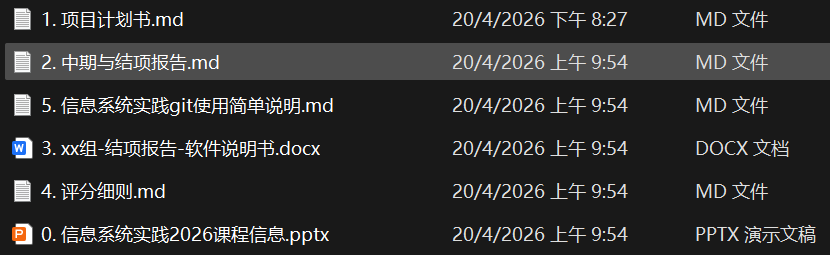 1. 项目计划书.md 20/4/2026 下午 8:27 MD 文件
2. 中期与结项报告.md 20/4/2026 上午 9:54 MD 文件
5. 信息系统实践git使用简单说明.md 20/4/2026 上午 9:54 MD 文件
W 3. xx组-结项报告-软件说明书.docx 20/4/2026 上午 9:54 DOCX 文档
4. 评分细则.md 20/4/2026 上午 9:54 MD 文件
P 0. 信息系统实践2026课程信息.pptx 20/4/2026 上午 9:54 PPTX 演示文稿